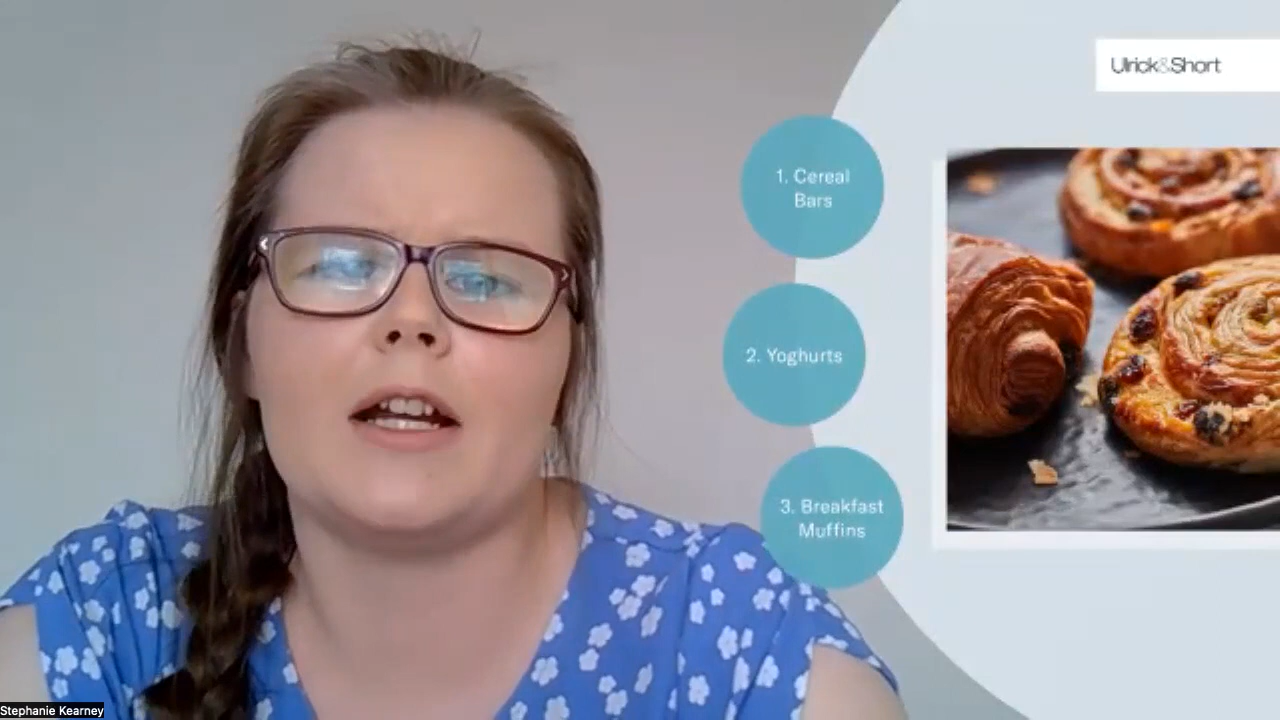 Ulrick&Short
1. Cereal
Bars
2. Yoghurts
3. Breakfast
Muffins
Stephanie Kearney